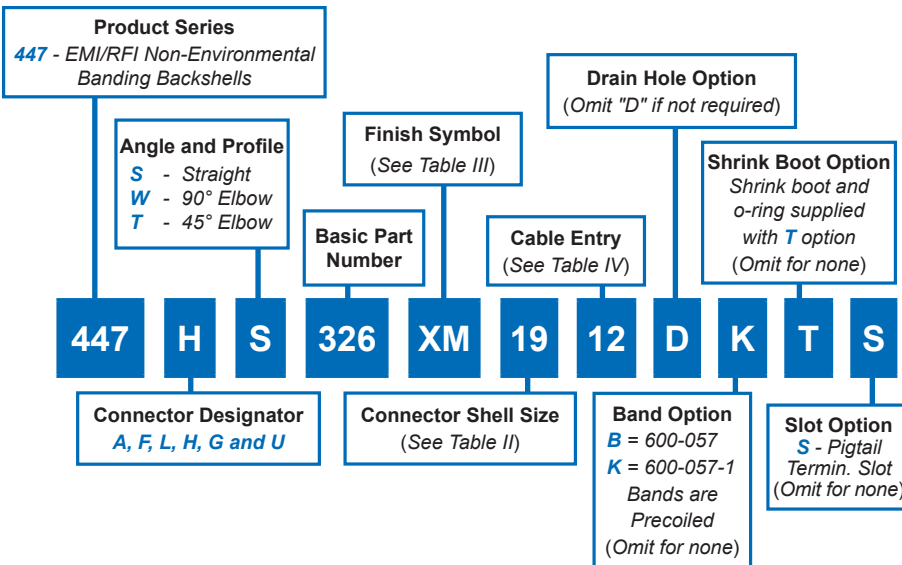 Product Series
447 - EMI/RFI Non-Environmental
Banding Backshells
Angle and Profile
S - Straight
W - 90° Elbow
T - 45° Elbow
Basic Part
Number
Finish Symbol
(See Table III)
Cable Entry
(See Table IV)
Drain Hole Option
(Omit "D" if not required)
Shrink Boot Option
Shrink boot and
o-ring supplied
with T option
(Omit for none)
447 H S 326 XM 19 12 D K T S
Connector Designator
A, F, L, H, G and U
Connector Shell Size
(See Table II)
Band Option
B = 600-057
K = 600-057-1
Bands are
Precoiled
(Omit for none)
Slot Option
S - Pigtail
Termin. Slot
(Omit for none)